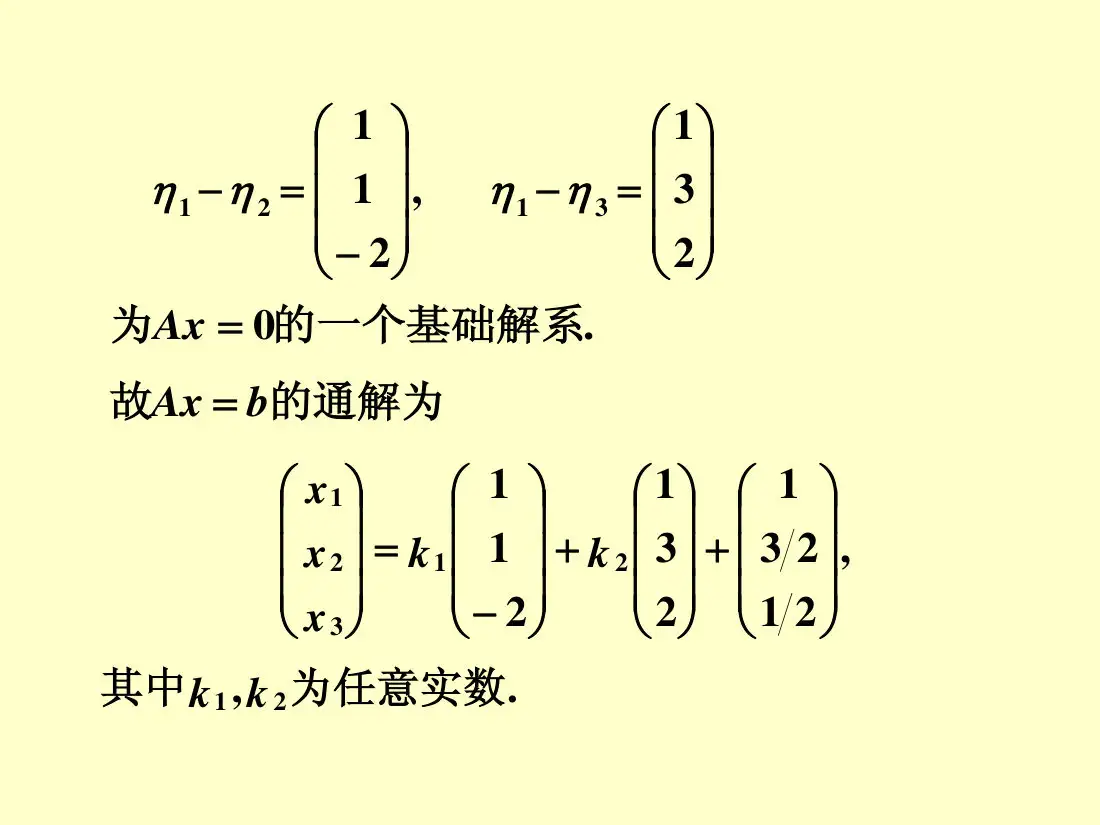 η₁ − η₂ = (1, 1, −2), η₁ − η₃ = (1, 3, 2)
为Ax = 0的一个基础解系.
故Ax = b的通解为
(x₁, x₂, x₃) = k₁(1, 1, −2) + k₂(1, 3, 2) + (1, 3/2, 1/2),
其中k₁,k₂为任意实数.